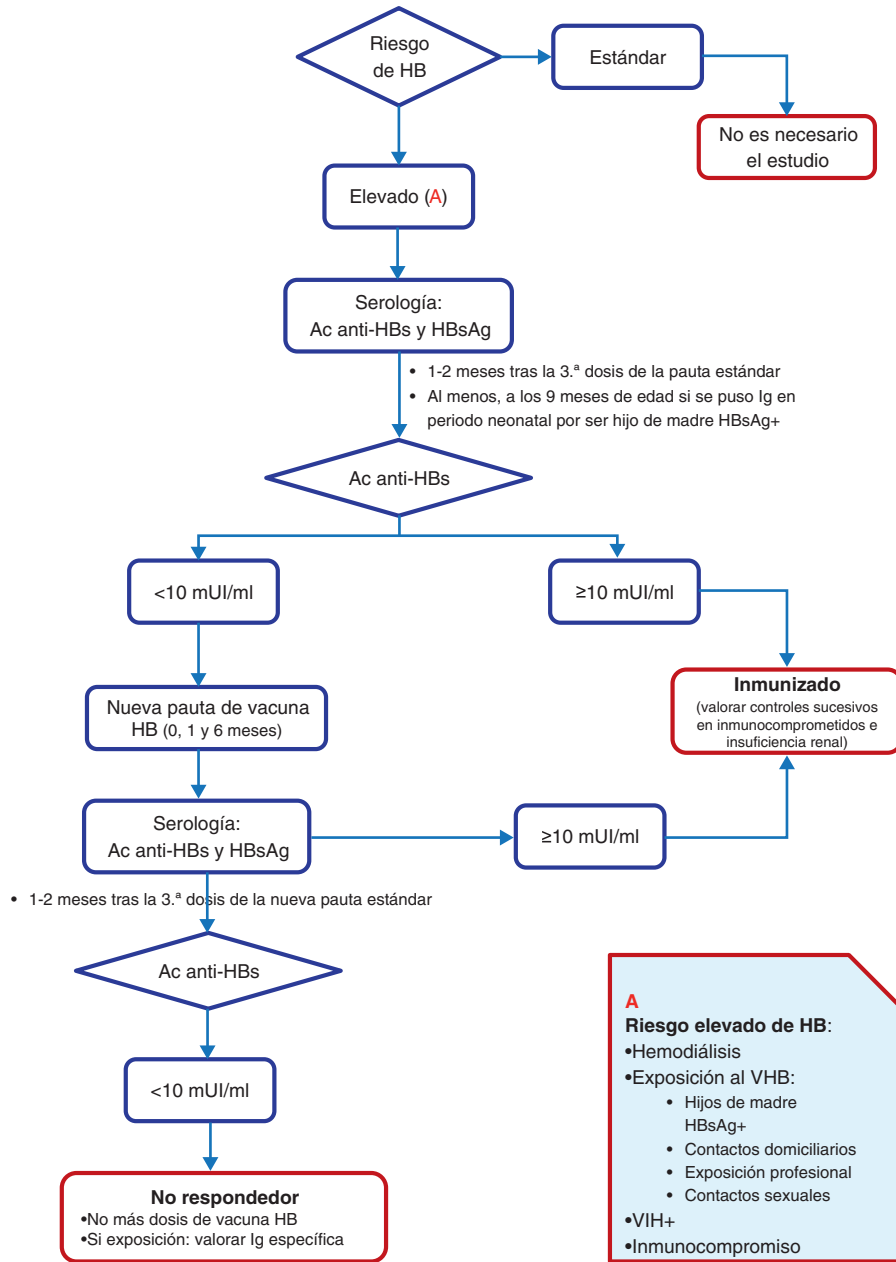 Riesgo
de HB
Estándar
No es necesario
el estudio
Elevado (A)
Serología:
Ac anti-HBs y HBsAg
• 1-2 meses tras la 3.ª dosis de la pauta estándar
• Al menos, a los 9 meses de edad si se puso Ig en
periodo neonatal por ser hijo de madre HBsAg+
Ac anti-HBs
<10 mUI/ml
≥10 mUI/ml
Nueva pauta de vacuna
HB (0, 1 y 6 meses)
Inmunizado
(valorar controles sucesivos
en inmunocomprometidos e
insuficiencia renal)
Serología:
Ac anti-HBs y HBsAg
≥10 mUI/ml
• 1-2 meses tras la 3.ª dosis de la nueva pauta estándar
Ac anti-HBs
<10 mUI/ml
No respondedor
•No más dosis de vacuna HB
•Si exposición: valorar Ig específica
A
Riesgo elevado de HB:
•Hemodiálisis
•Exposición al VHB:
• Hijos de madre
HBsAg+
• Contactos domiciliarios
• Exposición profesional
• Contactos sexuales
•VIH+
•Inmunocompromiso